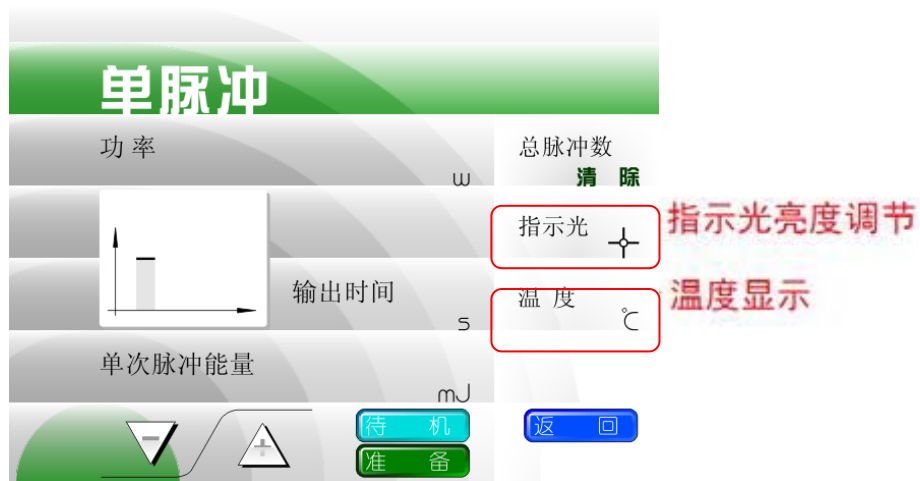 单脉冲
功 率
W
总脉冲数
清 除
指示光
指示光亮度调节
输出时间
s
温 度
℃
温度显示
单次脉冲能量
mJ
待 机
准 备
返 回